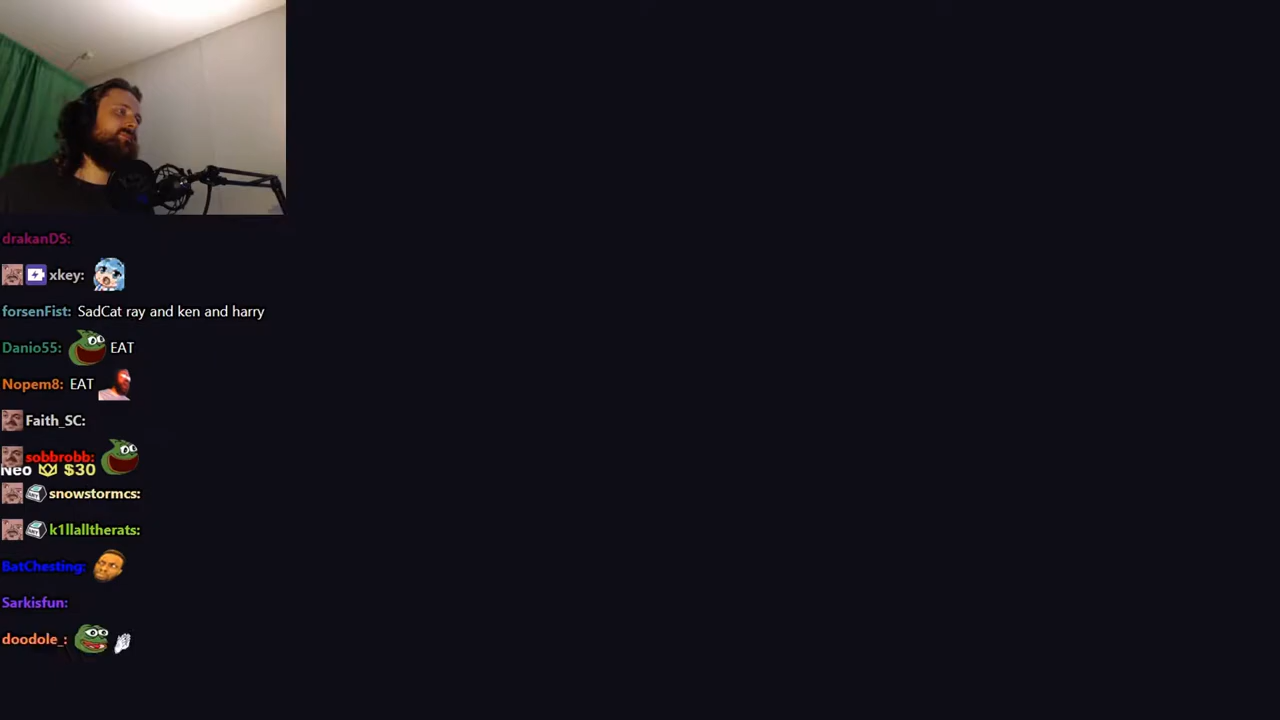 drakanDS:
xkey:
forsenFist: SadCat ray and ken and harry
Danio55: EAT
Nopem8: EAT
Faith_SC:
sobbrobb:
Neo $30
snowstormcs:
k1llalltherats:
BatChesting:
Sarkisfun:
doodole_: